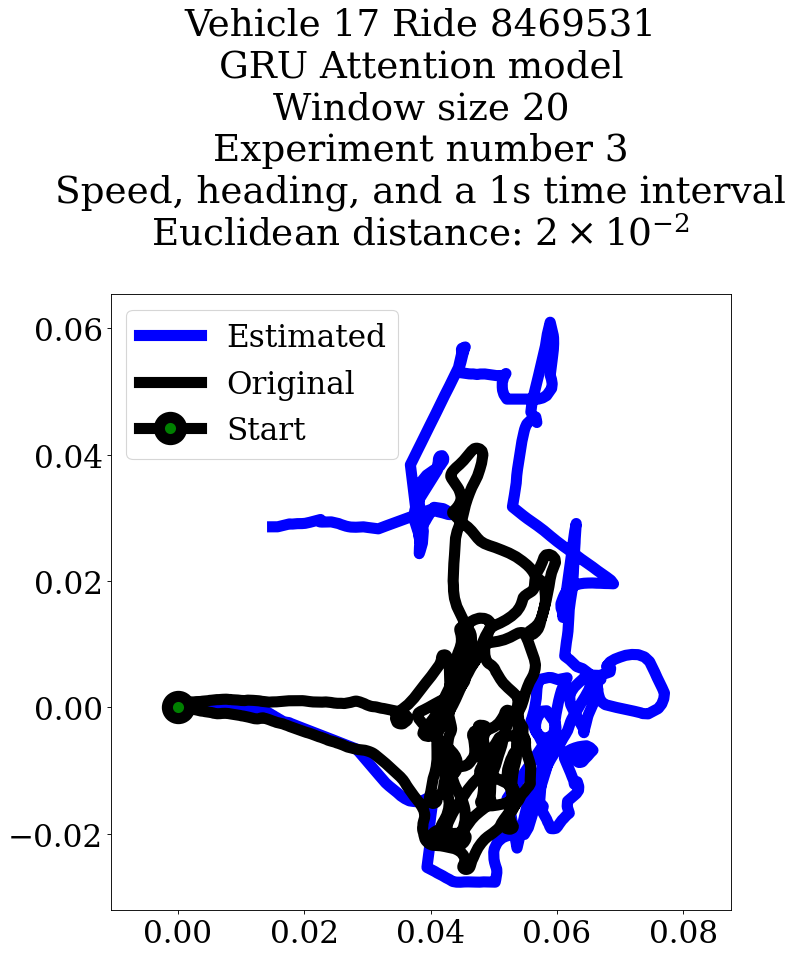 Vehicle 17 Ride 8469531
GRU Attention model
Window size 20
Experiment number 3
Speed, heading, and a 1s time interval
Euclidean distance: 2 × 10⁻²
Estimated
Original
Start
0.06
0.04
0.02
0.00
−0.02
0.00 0.02 0.04 0.06 0.08